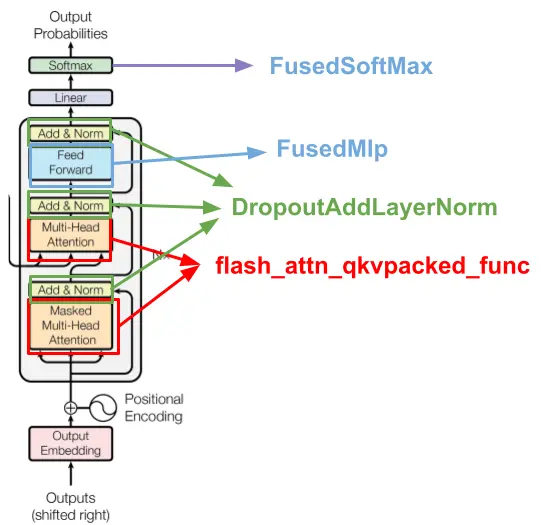 Output
Probabilities
Softmax
FusedSoftMax
Linear
Add & Norm
Feed
Forward
FusedMlp
Add & Norm
DropoutAddLayerNorm
Multi-Head
Attention
flash_attn_qkvpacked_func
Add & Norm
Masked
Multi-Head
Attention
Positional
Encoding
Output
Embedding
Outputs
(shifted right)